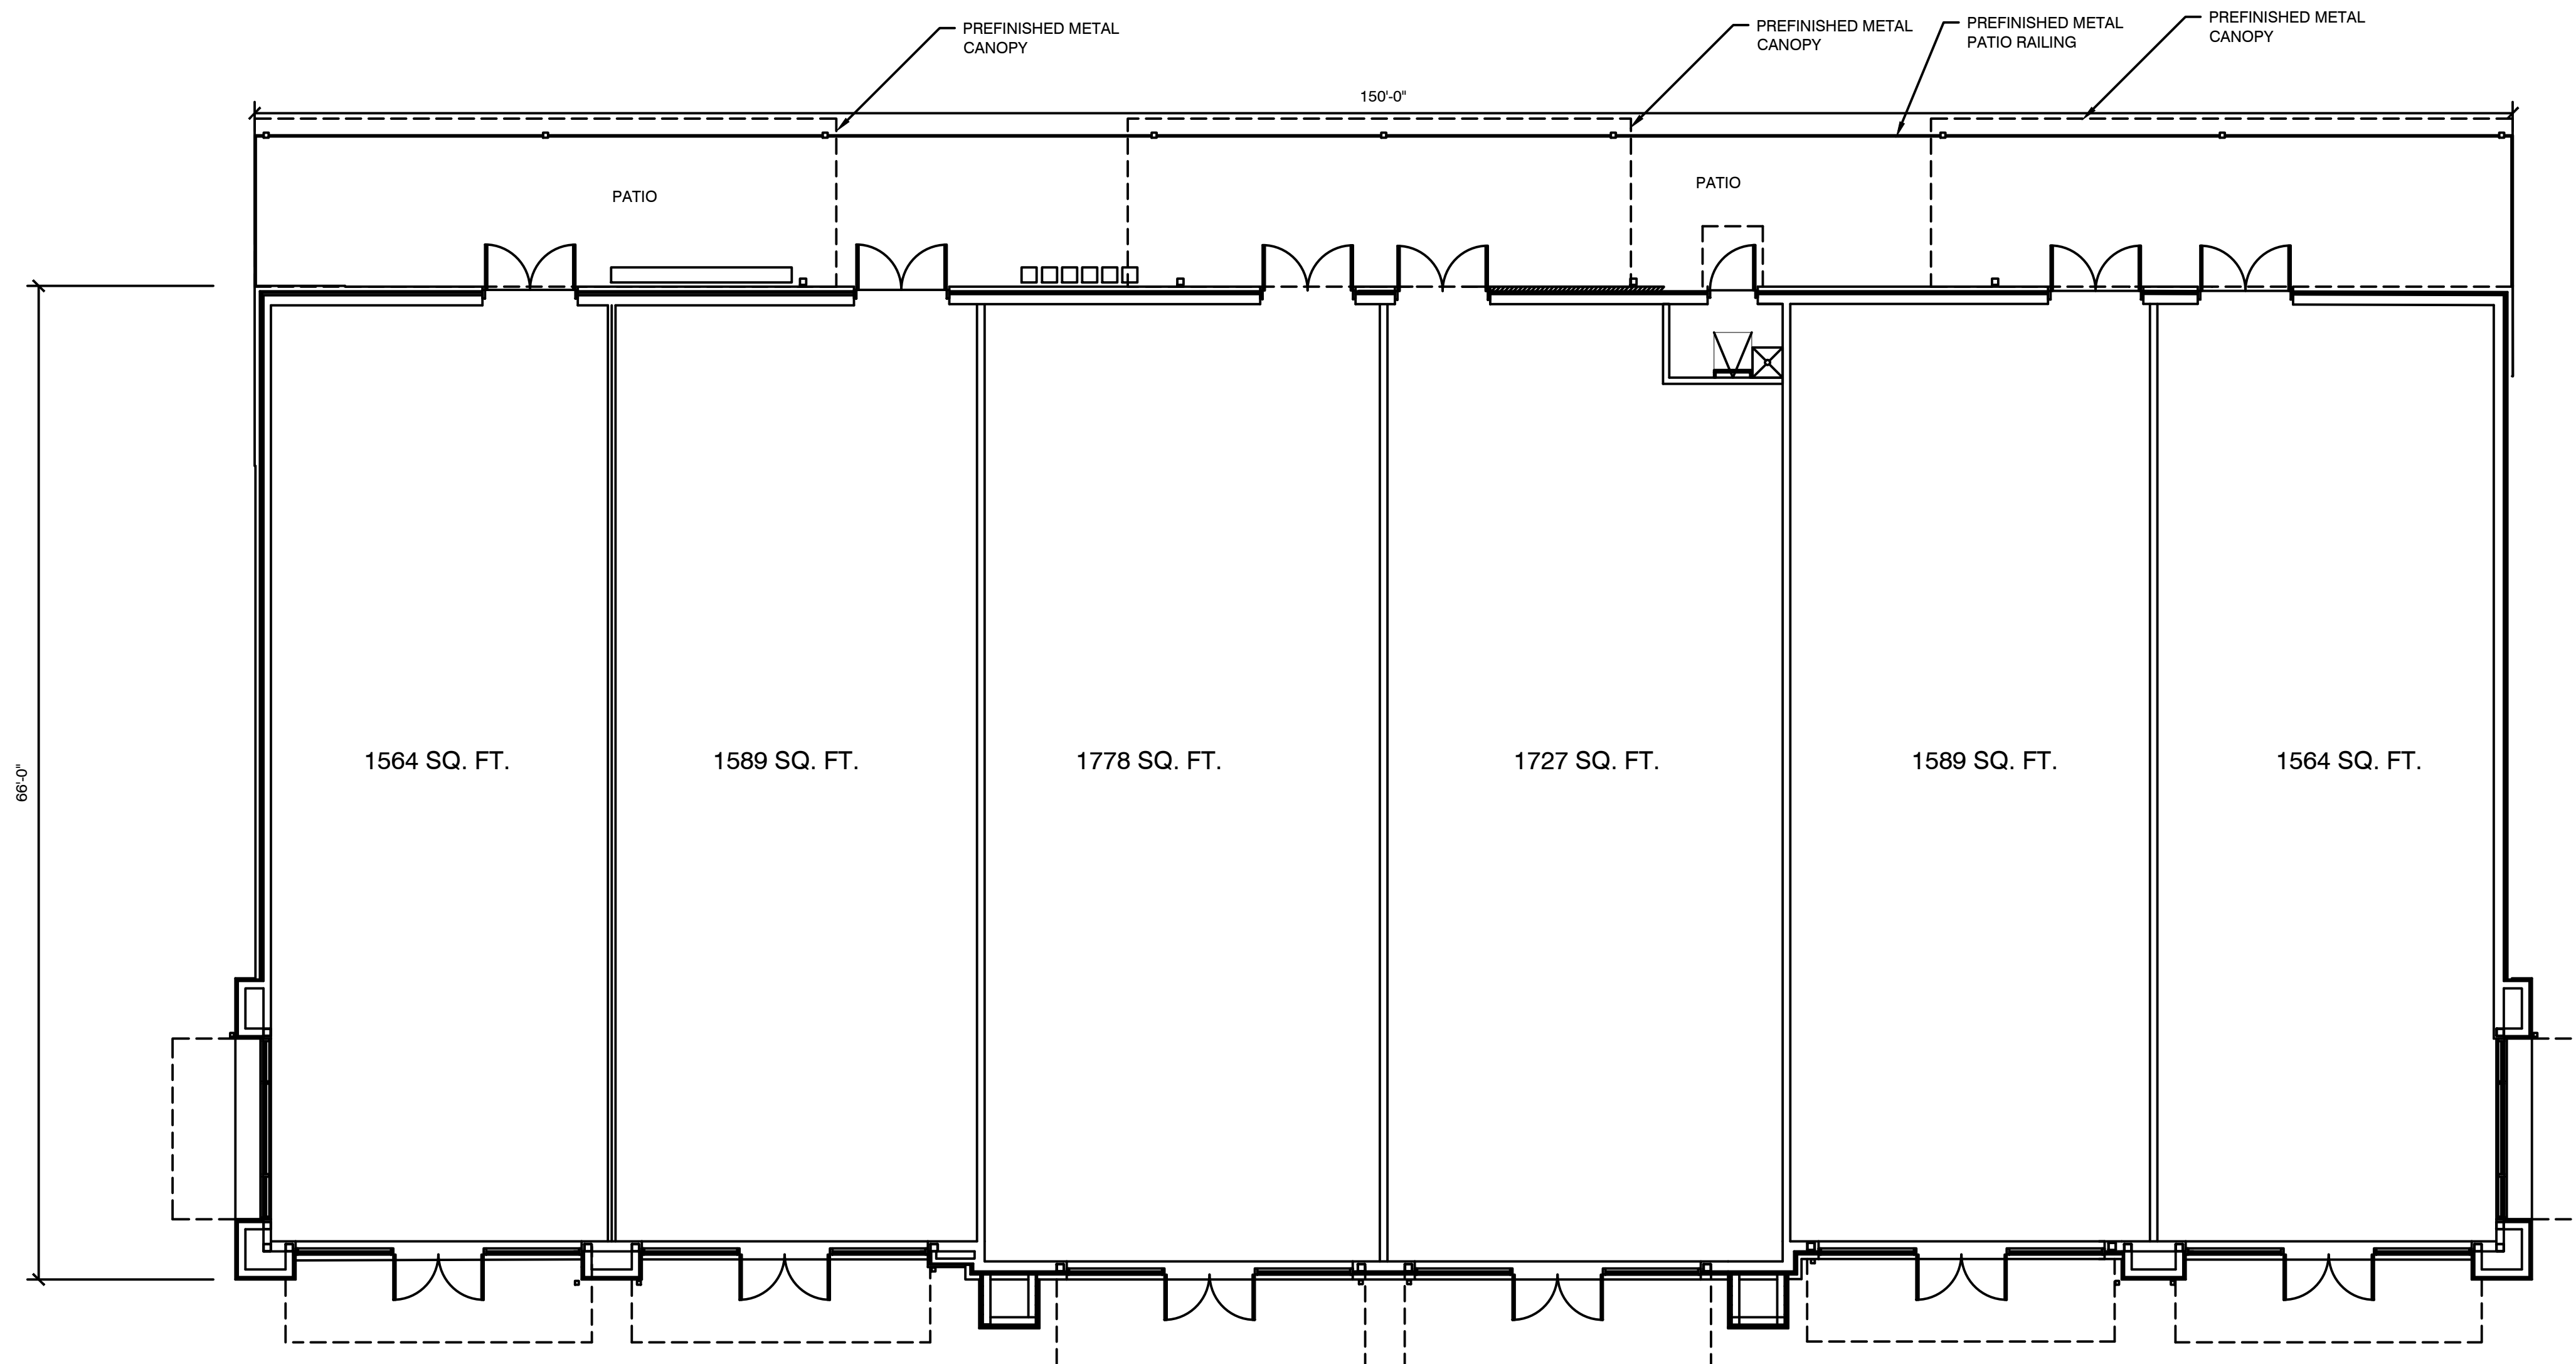 PREFINISHED METAL
CANOPY
PREFINISHED METAL
CANOPY
PREFINISHED METAL
PATIO RAILING
PREFINISHED METAL
CANOPY
150'-0"
PATIO
PATIO
66'-0"
1564 SQ. FT.
1589 SQ. FT.
1778 SQ. FT.
1727 SQ. FT.
1589 SQ. FT.
1564 SQ. FT.